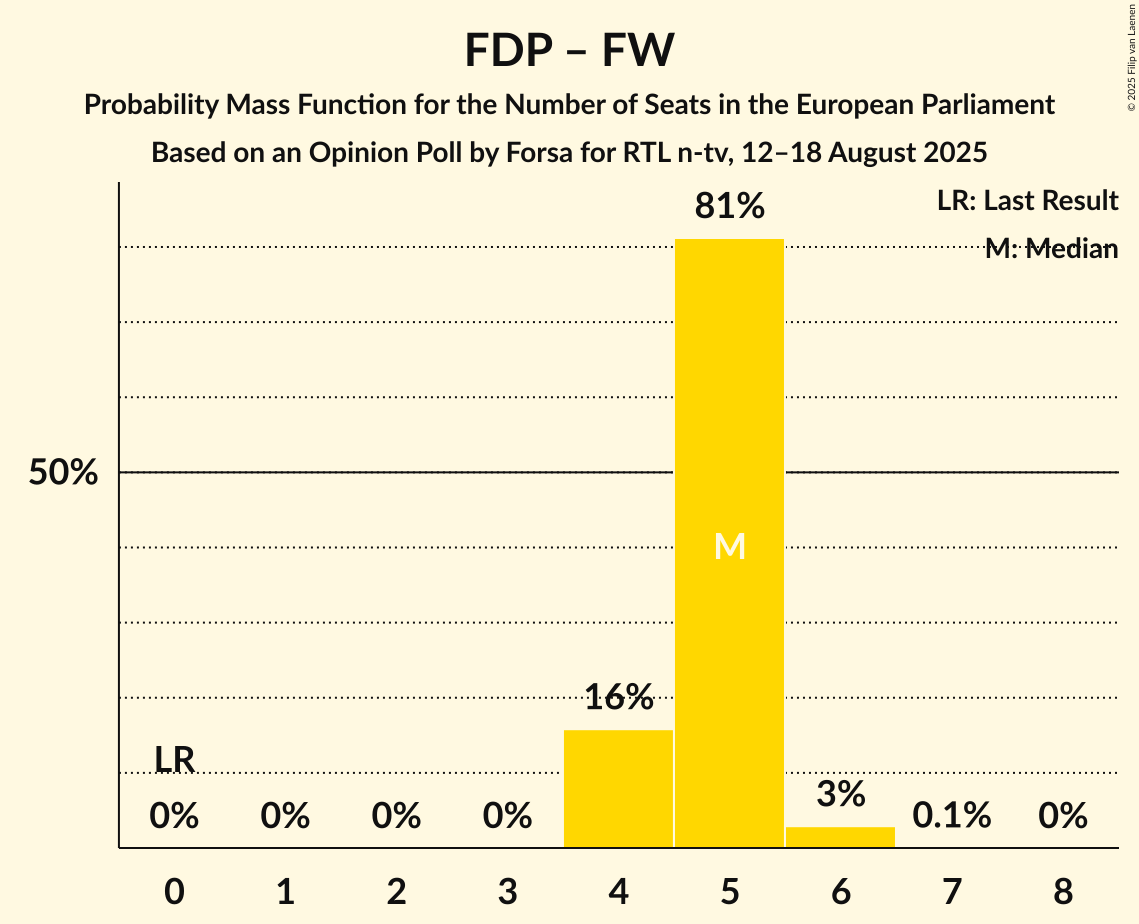 FDP – FW
Probability Mass Function for the Number of Seats in the European Parliament
Based on an Opinion Poll by Forsa for RTL n-tv, 12–18 August 2025
© 2025 Filip van Laenen
LR: Last Result
M: Median
81%
50%
M
16%
LR
0% 0% 0% 0% 3% 0.1% 0%
0 1 2 3 4 5 6 7 8